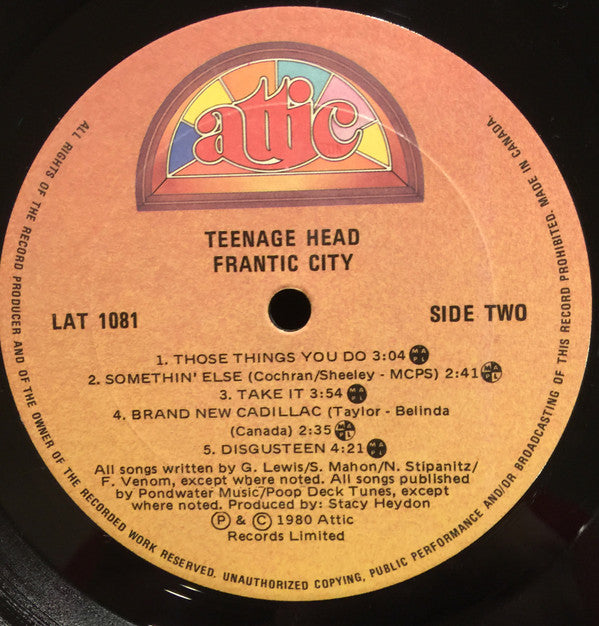 attic
TEENAGE HEAD
FRANTIC CITY
LAT 1081
SIDE TWO
1. THOSE THINGS YOU DO 3:04 MAPL
2. SOMETHIN' ELSE (Cochran/Sheeley - MCPS) 2:41 MAPL
3. TAKE IT 3:54 MAPL
4. BRAND NEW CADILLAC (Taylor - Belinda
(Canada) 2:35 MAPL
5. DISGUSTEEN 4:21 MAPL
All songs written by G. Lewis/S. Mahon/N. Stipanitz/
F. Venom, except where noted. All songs published
by Pondwater Music/Poop Deck Tunes, except
where noted. Produced by: Stacy Heydon
℗ & © 1980 Attic
Records Limited
ALL RIGHTS OF THE RECORD PRODUCER AND OF THE OWNER OF THE RECORDED WORK RESERVED. UNAUTHORIZED COPYING, PUBLIC PERFORMANCE AND/OR BROADCASTING OF THIS RECORD PROHIBITED. MADE IN CANADA.